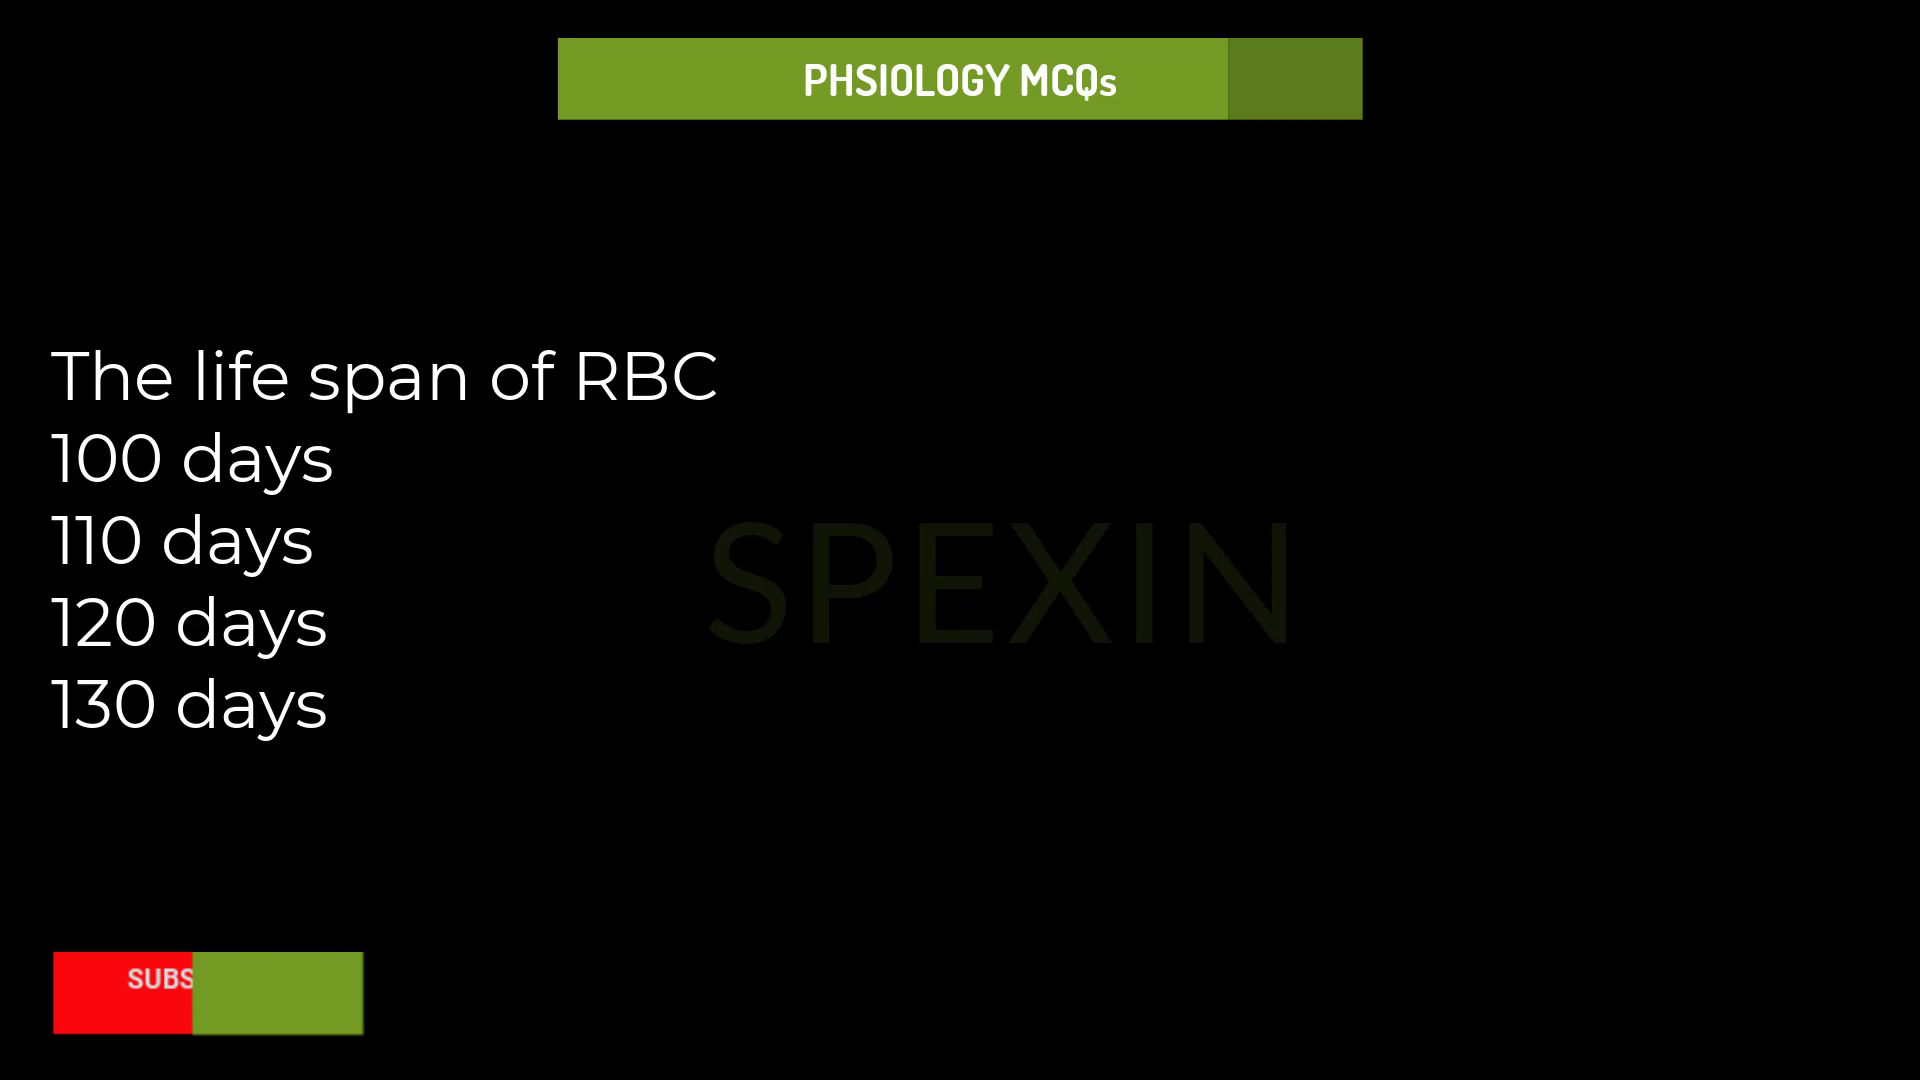 PHSIOLOGY MCQs
The life span of RBC
100 days
110 days
120 days
130 days
SPEXIN
SUBS